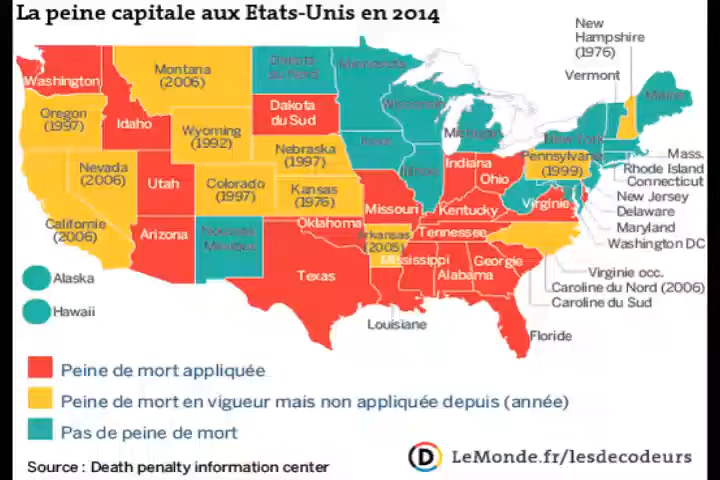 La peine capitale aux Etats-Unis en 2014
New
Hampshire
(1976)
Vermont
Washington
Montana
(2006)
Dakota
du Nord
Minnesota
Maine
Oregon
(1997)
Idaho
Dakota
du Sud
Wisconsin
Wyoming
(1992)
Michigan
New York
Nebraska
(1997)
Iowa
Pennsylvanie
(1999)
Mass.
Nevada
(2006)
Utah
Colorado
(1997)
Kansas
(1976)
Illinois
Indiana
Ohio
Rhode Island
Connecticut
New Jersey
Delaware
Maryland
Washington DC
Californie
(2006)
Missouri
Kentucky
Virginie
Arizona
Nouveau
Mexique
Oklahoma
Arkansas
(2005)
Tennessee
Mississippi
Alabama
Georgie
Texas
Virginie occ.
Caroline du Nord (2006)
Caroline du Sud
Alaska
Hawaii
Louisiane
Floride
Peine de mort appliquée
Peine de mort en vigueur mais non appliquée depuis (année)
Pas de peine de mort
Source : Death penalty information center
D LeMonde.fr/lesdecodeurs